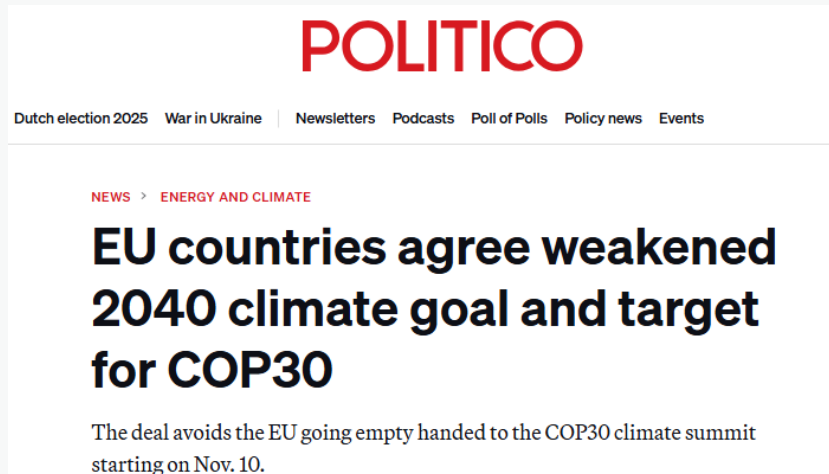 POLITICO
Dutch election 2025 War in Ukraine Newsletters Podcasts Poll of Polls Policy news Events
NEWS > ENERGY AND CLIMATE
EU countries agree weakened
2040 climate goal and target
for COP30
The deal avoids the EU going empty handed to the COP30 climate summit
starting on Nov. 10.